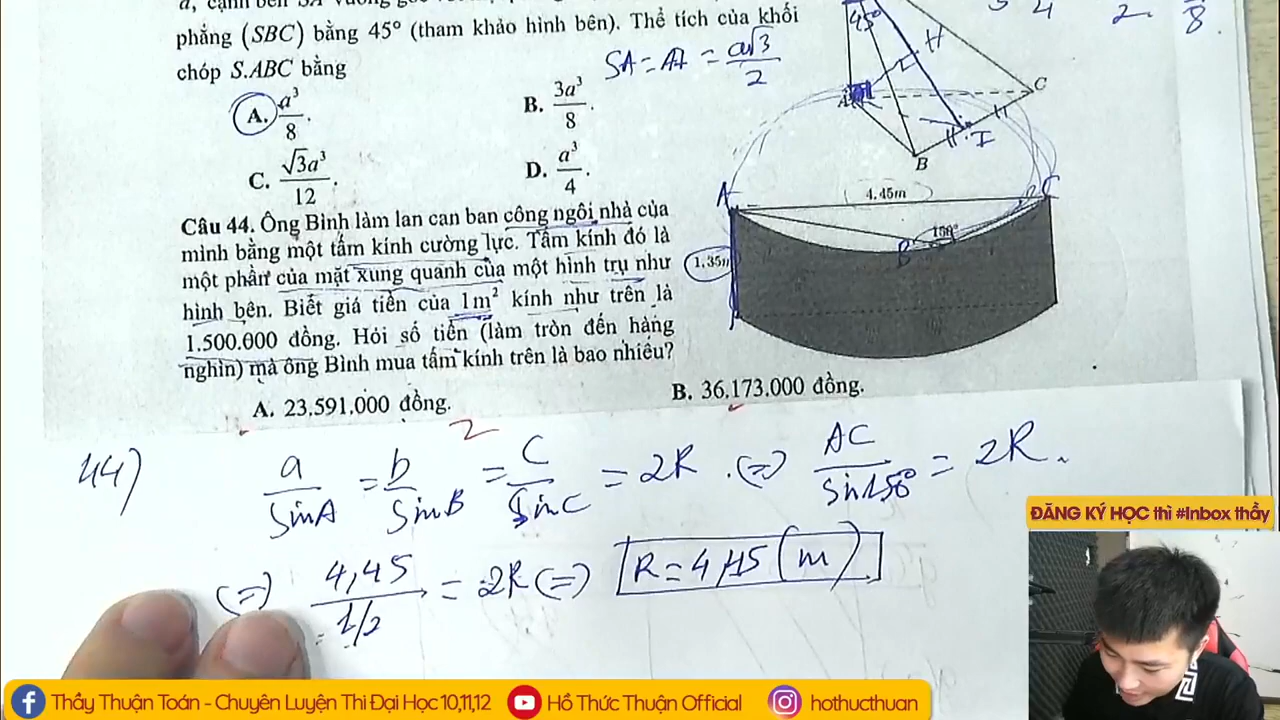 phẳng (SBC) bằng 45° (tham khảo hình bên). Thể tích của khối
chóp S.ABC bằng
SA = AI = a√3/2
A. a³/8.
B. 3a³/8.
C. √3a³/12.
D. a³/4.
45°
H
A
C
B
I
Câu 44. Ông Bình làm lan can ban công ngôi nhà của
mình bằng một tấm kính cường lực. Tấm kính đó là
một phần của mặt xung quanh của một hình trụ như
hình bên. Biết giá tiền của 1m² kính như trên là
1.500.000 đồng. Hỏi số tiền (làm tròn đến hàng
nghìn) mà ông Bình mua tấm kính trên là bao nhiêu?
A
4.45m
C
B
150°
1.35m
A. 23.591.000 đồng.
B. 36.173.000 đồng.
44) a/SinA = b/SinB = c/SinC = 2R (=) AC/Sin150° = 2R.
(=) 4,45/1/2 = 2R (=) R = 4,45 (m)
ĐĂNG KÝ HỌC thì #Inbox thầy
Thầy Thuận Toán - Chuyên Luyện Thi Đại Học 10,11,12
Hồ Thức Thuận Official
hothucthuan